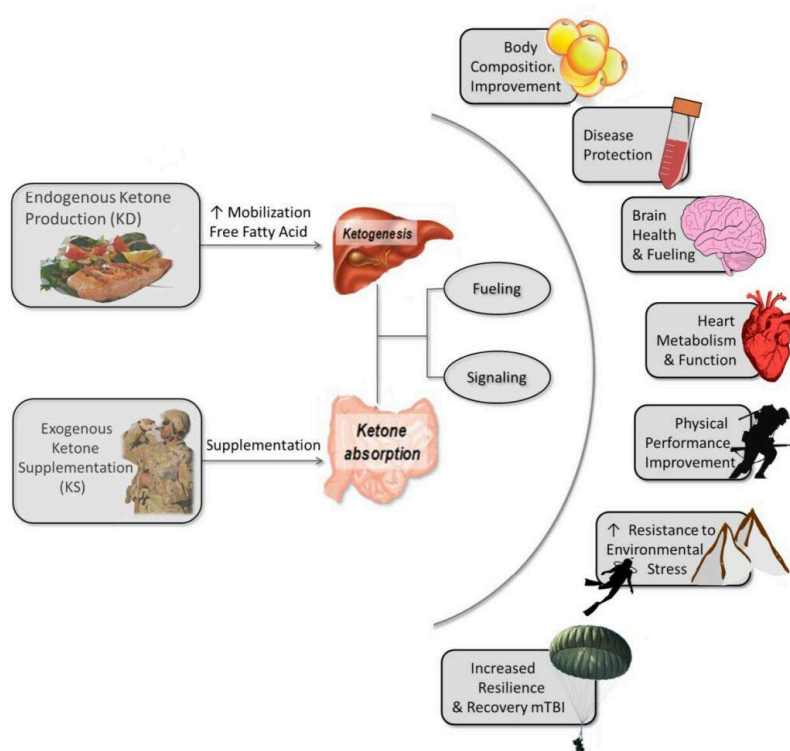 Body
Composition
Improvement
Disease
Protection
Endogenous Ketone
Production (KD)
↑ Mobilization
Free Fatty Acid
Ketogenesis
Brain
Health
& Fueling
Fueling
Heart
Metabolism
& Function
Signaling
Exogenous
Ketone
Supplementation
(KS)
Supplementation
Ketone
absorption
Physical
Performance
Improvement
↑ Resistance to
Environmental
Stress
Increased
Resilience
& Recovery mTBI